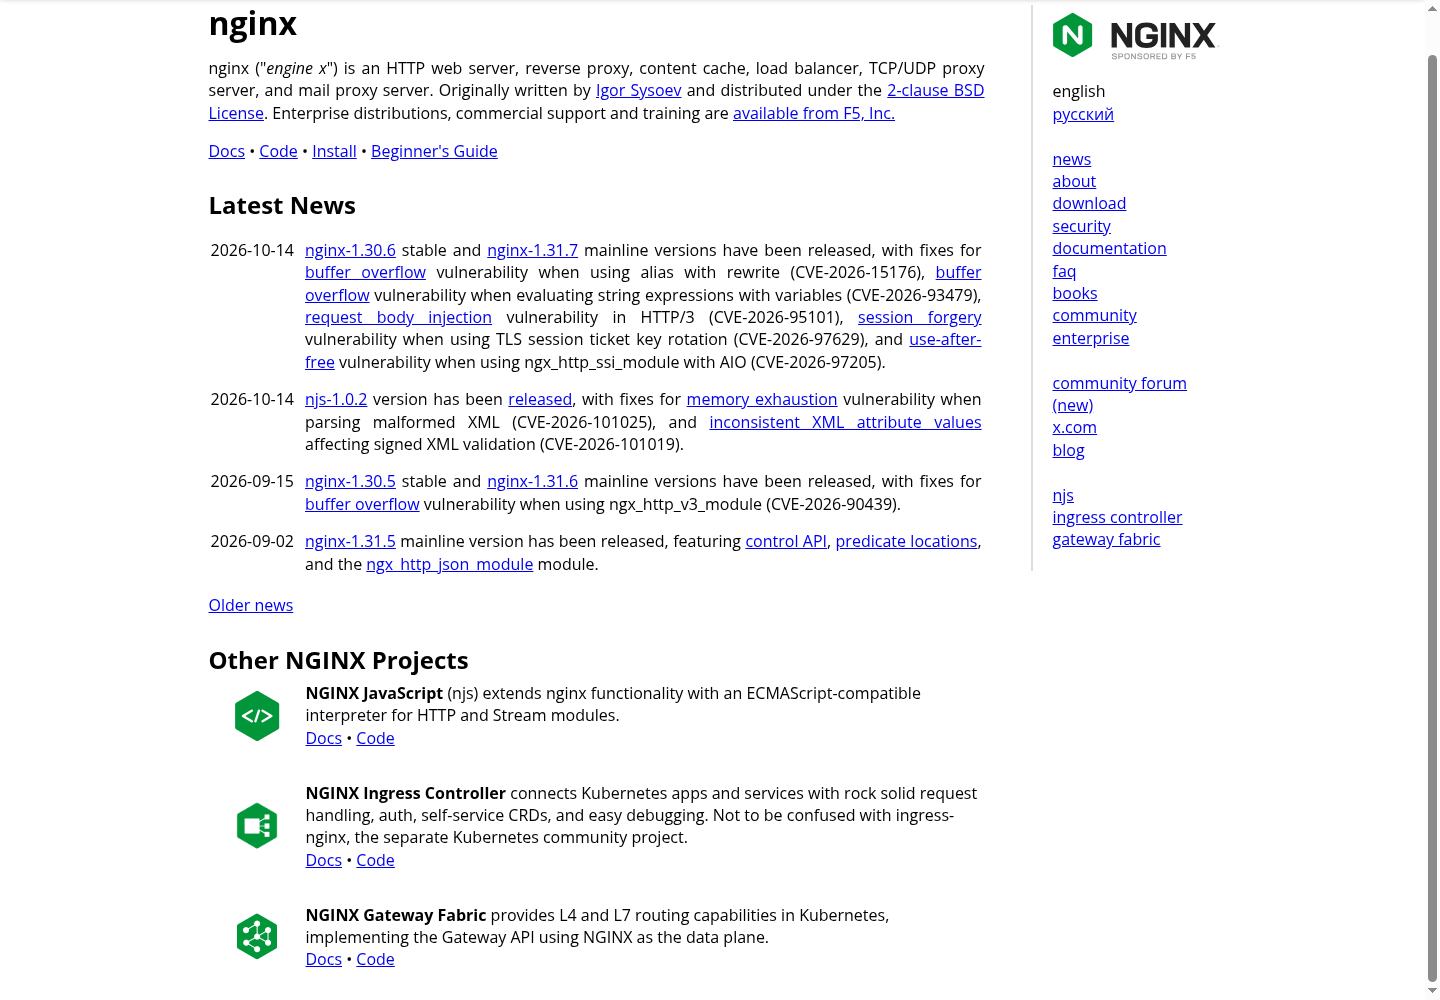 nginx
nginx ("engine x") is an HTTP web server, reverse proxy, content cache, load balancer, TCP/UDP proxy
server, and mail proxy server. Originally written by Igor Sysoev and distributed under the 2-clause BSD
License. Enterprise distributions, commercial support and training are available from F5, Inc.
Docs • Code • Install • Beginner's Guide
Latest News
2026-10-14 nginx-1.30.6 stable and nginx-1.31.7 mainline versions have been released, with fixes for
buffer overflow vulnerability when using alias with rewrite (CVE-2026-15176), buffer
overflow vulnerability when evaluating string expressions with variables (CVE-2026-93479),
request body injection vulnerability in HTTP/3 (CVE-2026-95101), session forgery
vulnerability when using TLS session ticket key rotation (CVE-2026-97629), and use-after-
free vulnerability when using ngx_http_ssi_module with AIO (CVE-2026-97205).
2026-10-14 njs-1.0.2 version has been released, with fixes for memory exhaustion vulnerability when
parsing malformed XML (CVE-2026-101025), and inconsistent XML attribute values
affecting signed XML validation (CVE-2026-101019).
2026-09-15 nginx-1.30.5 stable and nginx-1.31.6 mainline versions have been released, with fixes for
buffer overflow vulnerability when using ngx_http_v3_module (CVE-2026-90439).
2026-09-02 nginx-1.31.5 mainline version has been released, featuring control API, predicate locations,
and the ngx_http_json_module module.
Older news
Other NGINX Projects
NGINX JavaScript (njs) extends nginx functionality with an ECMAScript-compatible
interpreter for HTTP and Stream modules.
Docs • Code
NGINX Ingress Controller connects Kubernetes apps and services with rock solid request
handling, auth, self-service CRDs, and easy debugging. Not to be confused with ingress-
nginx, the separate Kubernetes community project.
Docs • Code
NGINX Gateway Fabric provides L4 and L7 routing capabilities in Kubernetes,
implementing the Gateway API using NGINX as the data plane.
Docs • Code
N NGINX
SPONSORED BY F5
english
русский
news
about
download
security
documentation
faq
books
community
enterprise
community forum
(new)
x.com
blog
njs
ingress controller
gateway fabric